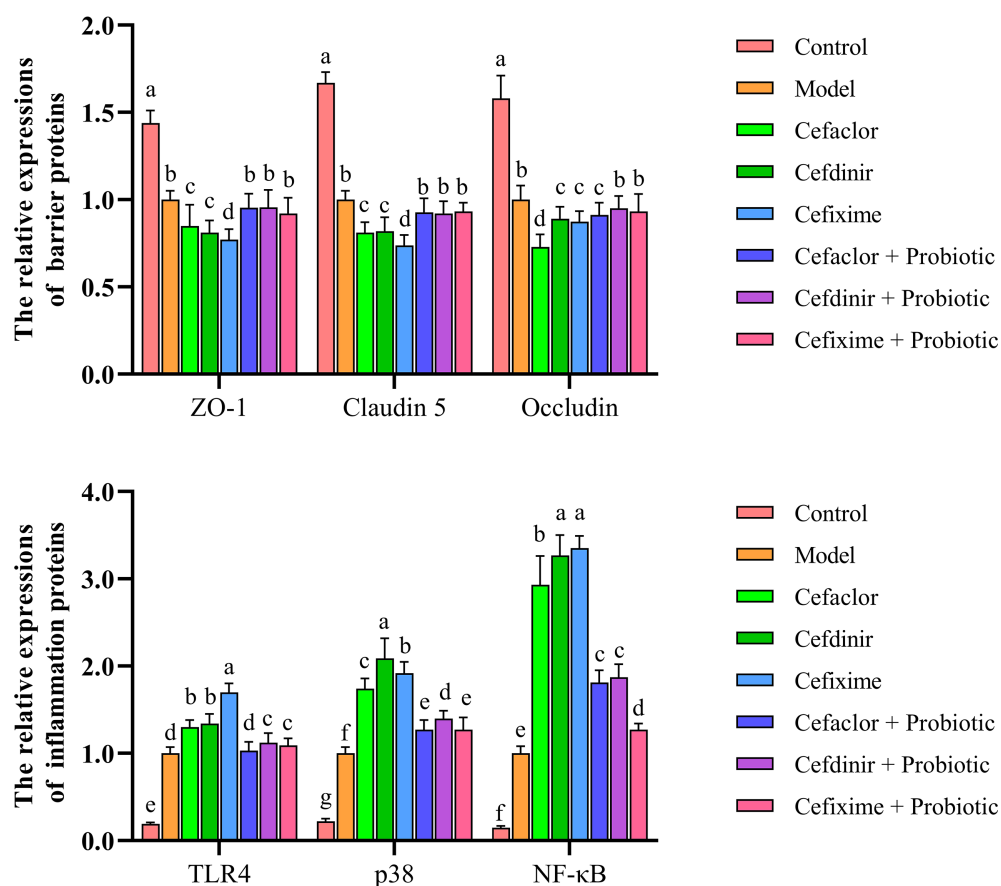 The relative expressions
of barrier proteins
2.0
1.5
1.0
0.5
0.0
a b c c d b b b
a b c c d b b b
a b d c c c b b
ZO-1 Claudin 5 Occludin
Control
Model
Cefaclor
Cefdinir
Cefixime
Cefaclor + Probiotic
Cefdinir + Probiotic
Cefixime + Probiotic
The relative expressions
of inflammation proteins
4.0
3.0
2.0
1.0
0.0
e d b b a d c c
g f c a b e d e
f e b a a c c d
TLR4 p38 NF-κB
Control
Model
Cefaclor
Cefdinir
Cefixime
Cefaclor + Probiotic
Cefdinir + Probiotic
Cefixime + Probiotic